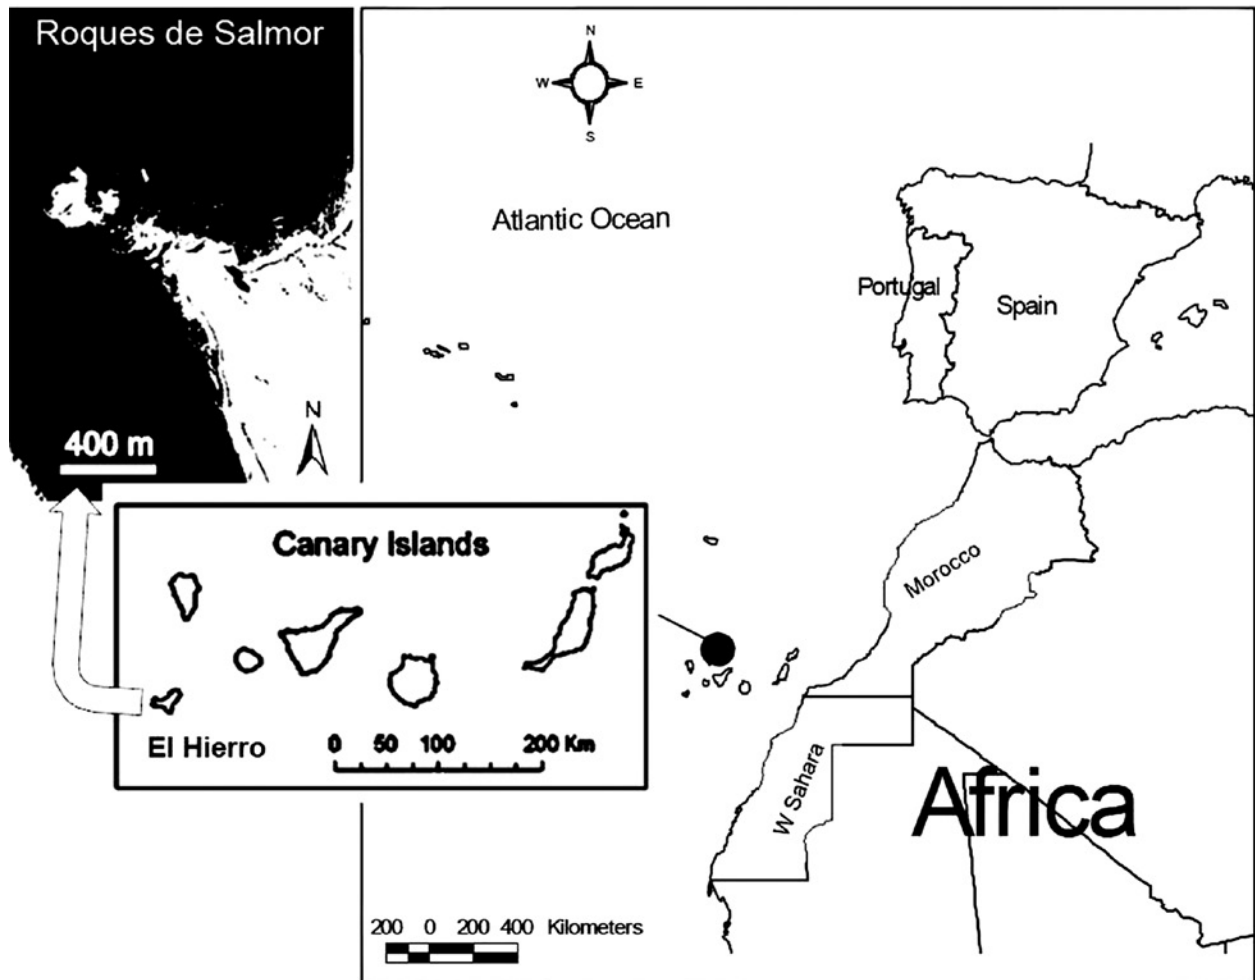 Roques de Salmor
N
W E
S
Atlantic Ocean
Portugal
Spain
N
400 m
Canary Islands
Morocco
El Hierro
0 50 100 200 Km
W Sahara
Africa
200 0 200 400 Kilometers